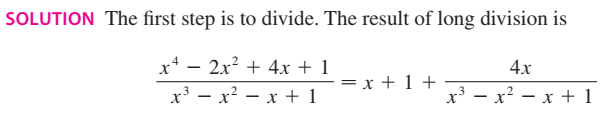 SOLUTION The first step is to divide. The result of long division is
x⁴ − 2x² + 4x + 1 / x³ − x² − x + 1 = x + 1 + 4x / x³ − x² − x + 1